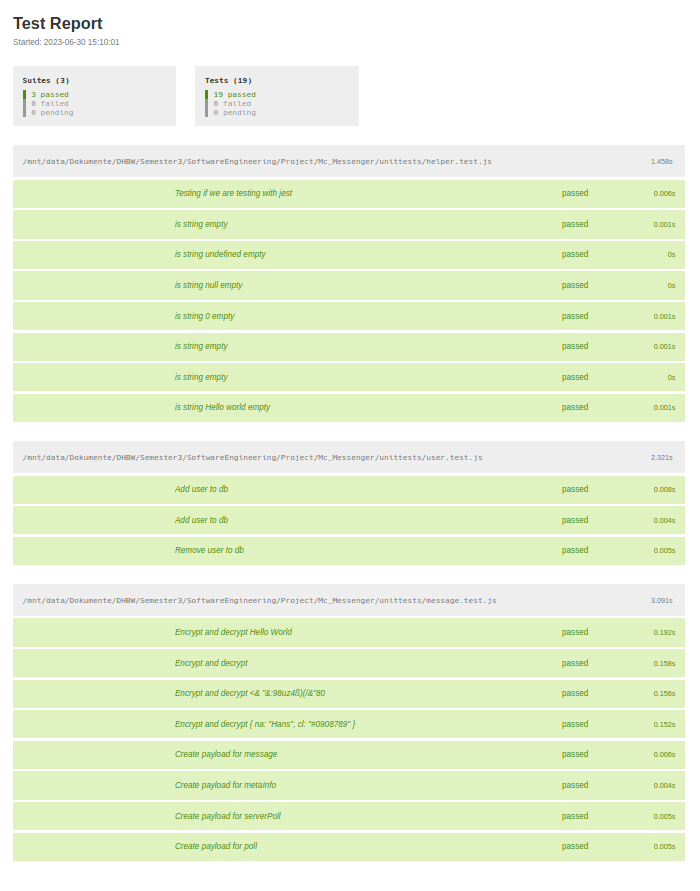 Test Report
Started: 2023-06-30 15:10:01
Suites (3)
3 passed
0 failed
0 pending
Tests (19)
19 passed
0 failed
0 pending
/mnt/data/Dokumente/DHBW/Semester3/SoftwareEngineering/Project/Mc_Messenger/unittests/helper.test.js 1.458s
Testing if we are testing with jest passed 0.006s
is string empty passed 0.001s
is string undefined empty passed 0s
is string null empty passed 0s
is string 0 empty passed 0.001s
is string empty passed 0.001s
is string empty passed 0s
is string Hello world empty passed 0.001s
/mnt/data/Dokumente/DHBW/Semester3/SoftwareEngineering/Project/Mc_Messenger/unittests/user.test.js 2.321s
Add user to db passed 0.008s
Add user to db passed 0.004s
Remove user to db passed 0.005s
/mnt/data/Dokumente/DHBW/Semester3/SoftwareEngineering/Project/Mc_Messenger/unittests/message.test.js 3.091s
Encrypt and decrypt Hello World passed 0.192s
Encrypt and decrypt passed 0.158s
Encrypt and decrypt <& "&:98uz4ß}(/&"80 passed 0.156s
Encrypt and decrypt { na: "Hans", cl: "#0908789" } passed 0.152s
Create payload for message passed 0.006s
Create payload for metaInfo passed 0.004s
Create payload for serverPoll passed 0.005s
Create payload for poll passed 0.005s